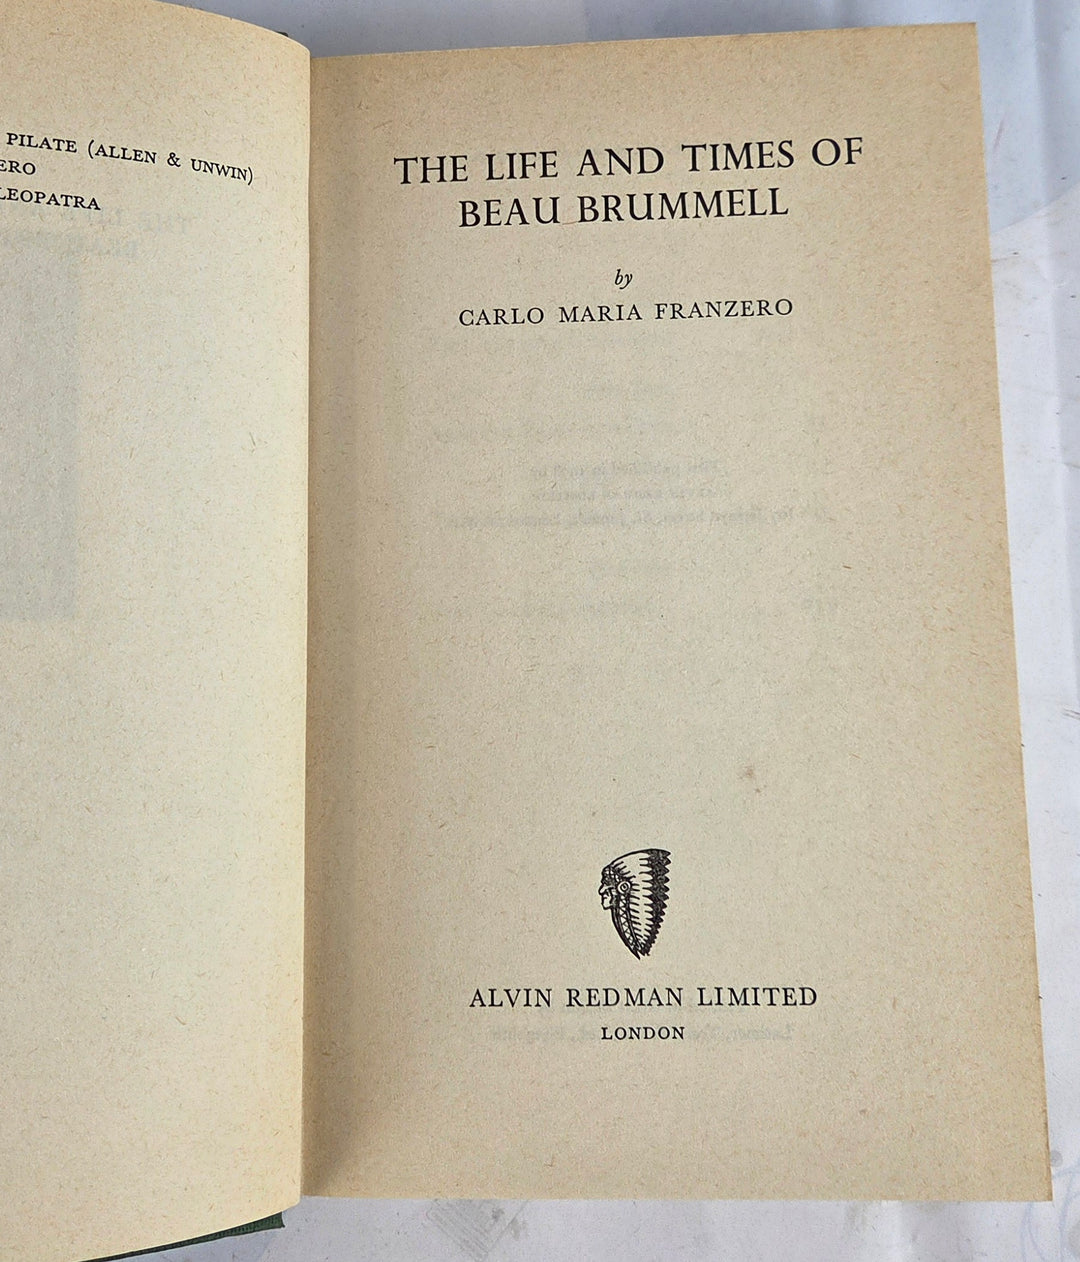 PILATE (ALLEN & UNWIN)
ERO
LEOPATRA
THE LIFE AND TIMES OF
BEAU BRUMMELL
by
CARLO MARIA FRANZERO
ALVIN REDMAN LIMITED
LONDON